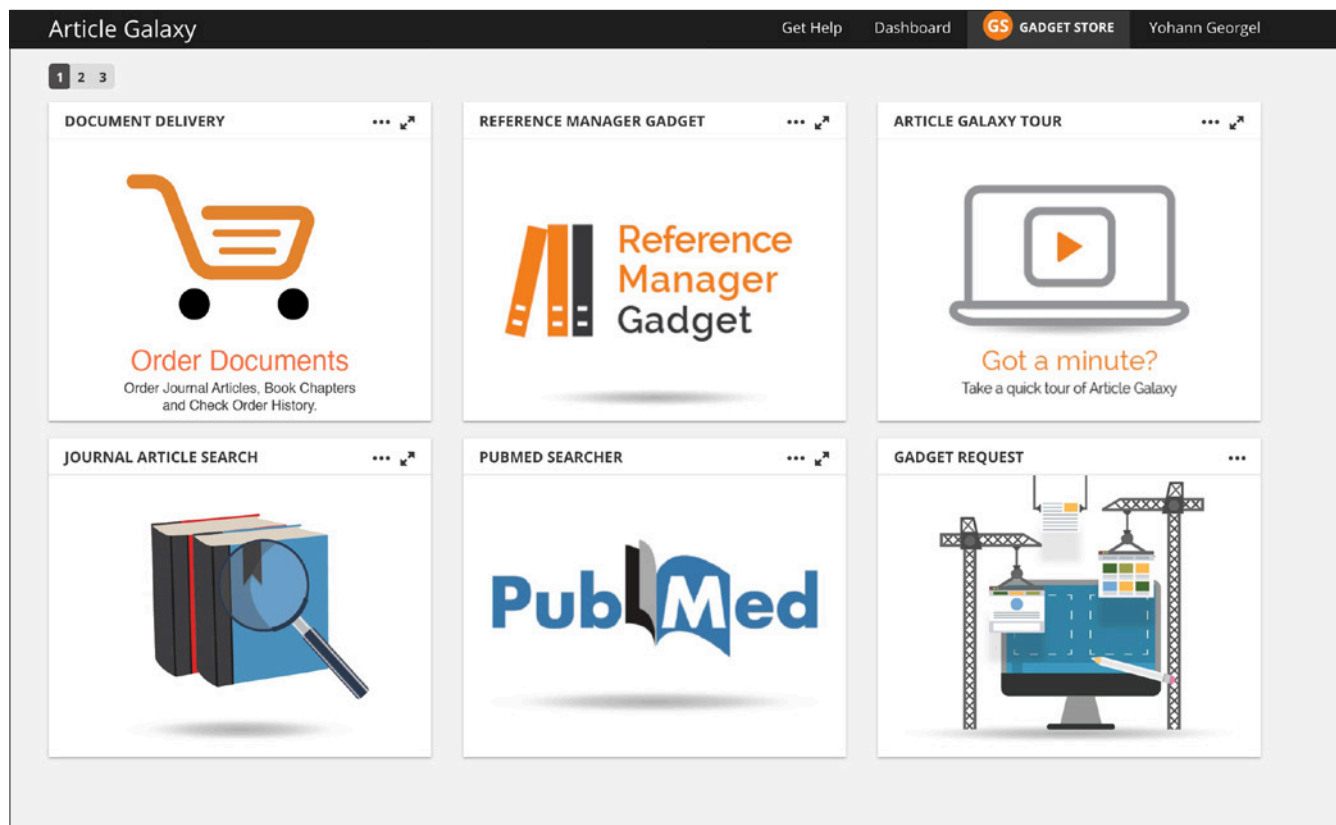 Article Galaxy
Get Help Dashboard GS GADGET STORE Yohann Georgel
1 2 3
DOCUMENT DELIVERY
Order Documents
Order Journal Articles, Book Chapters
and Check Order History.
REFERENCE MANAGER GADGET
Reference
Manager
Gadget
ARTICLE GALAXY TOUR
Got a minute?
Take a quick tour of Article Galaxy
JOURNAL ARTICLE SEARCH
PUBMED SEARCHER
PubMed
GADGET REQUEST